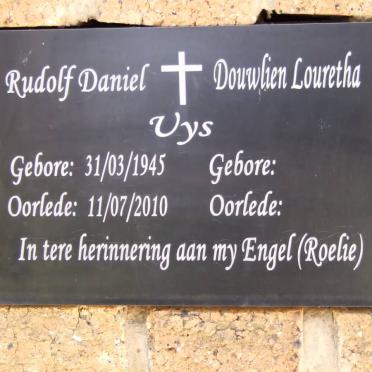 Rudolf Daniel Douwlien Louretha
Uys
Gebore: 31/03/1945 Gebore:
Oorlede: 11/07/2010 Oorlede:
In tere herinnering aan my Engel (Roelie)